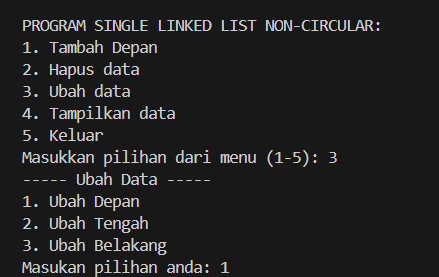 PROGRAM SINGLE LINKED LIST NON-CIRCULAR:
1. Tambah Depan
2. Hapus data
3. Ubah data
4. Tampilkan data
5. Keluar
Masukkan pilihan dari menu (1-5): 3
----- Ubah Data -----
1. Ubah Depan
2. Ubah Tengah
3. Ubah Belakang
Masukan pilihan anda: 1